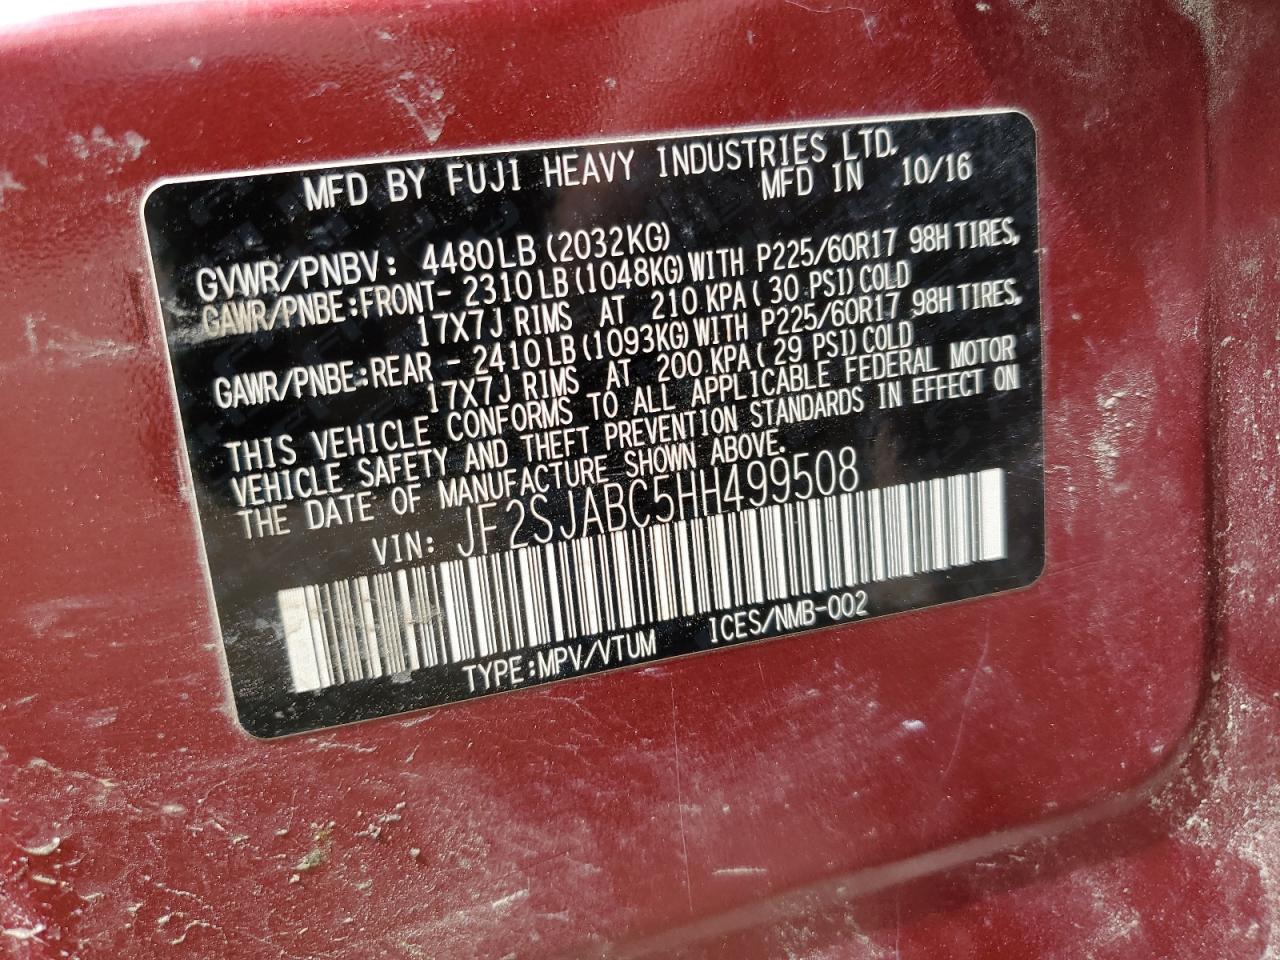 MFD BY FUJI HEAVY INDUSTRIES LTD.
MFD IN 10/16
GVWR/PNBV: 4480LB (2032KG)
GAWR/PNBE:FRONT- 2310LB (1048KG) WITH P225/60R17 98H TIRES,
17X7J RIMS AT 210 KPA( 30 PSI) COLD
GAWR/PNBE:REAR - 2410LB (1093KG) WITH P225/60R17 98H TIRES,
17X7J RIMS AT 200 KPA( 29 PSI) COLD
THIS VEHICLE CONFORMS TO ALL APPLICABLE FEDERAL MOTOR
VEHICLE SAFETY AND THEFT PREVENTION STANDARDS IN EFFECT ON
THE DATE OF MANUFACTURE SHOWN ABOVE.
VIN: JF2SJABC5HH499508
TYPE:MPV/VTUM ICES/NMB-002